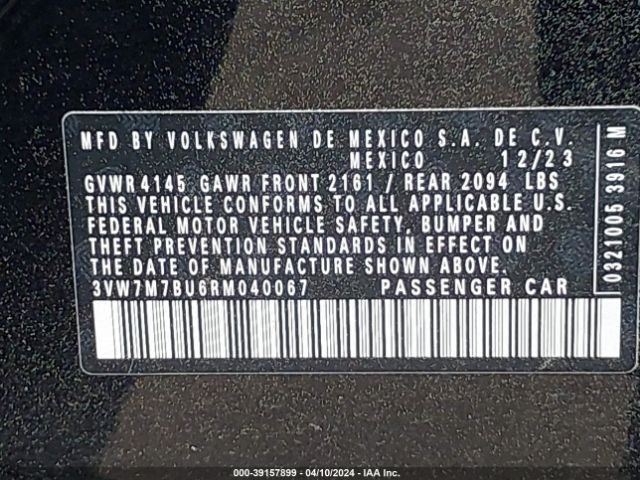 MFD BY VOLKSWAGEN DE MEXICO S.A. DE C.V.
MEXICO 12/23
GVWR 4145 GAWR FRONT 2161 / REAR 2094 LBS
THIS VEHICLE CONFORMS TO ALL APPLICABLE U.S.
FEDERAL MOTOR VEHICLE SAFETY, BUMPER AND
THEFT PREVENTION STANDARDS IN EFFECT ON
THE DATE OF MANUFACTURE SHOWN ABOVE.
3VW7M7BU6RM040067 PASSENGER CAR
0321005 3916 M
000-39157899 - 04/10/2024 - IAA Inc.